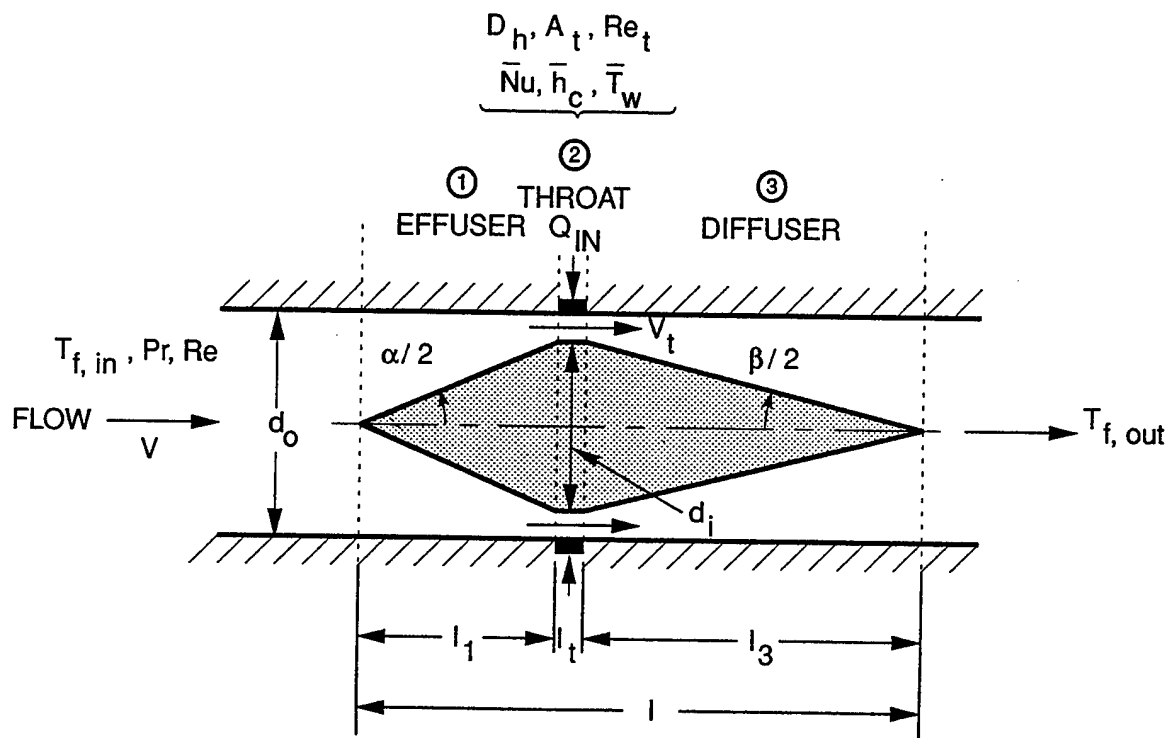 D_h, A_t, Re_t
N̄u, h̄_c, T̄_w
① ② ③
EFFUSER THROAT DIFFUSER
Q_IN
V_t
T_f, in, Pr, Re
α/2
β/2
FLOW
V
d_o
T_f, out
d_i
l_1
l_t
l_3
l